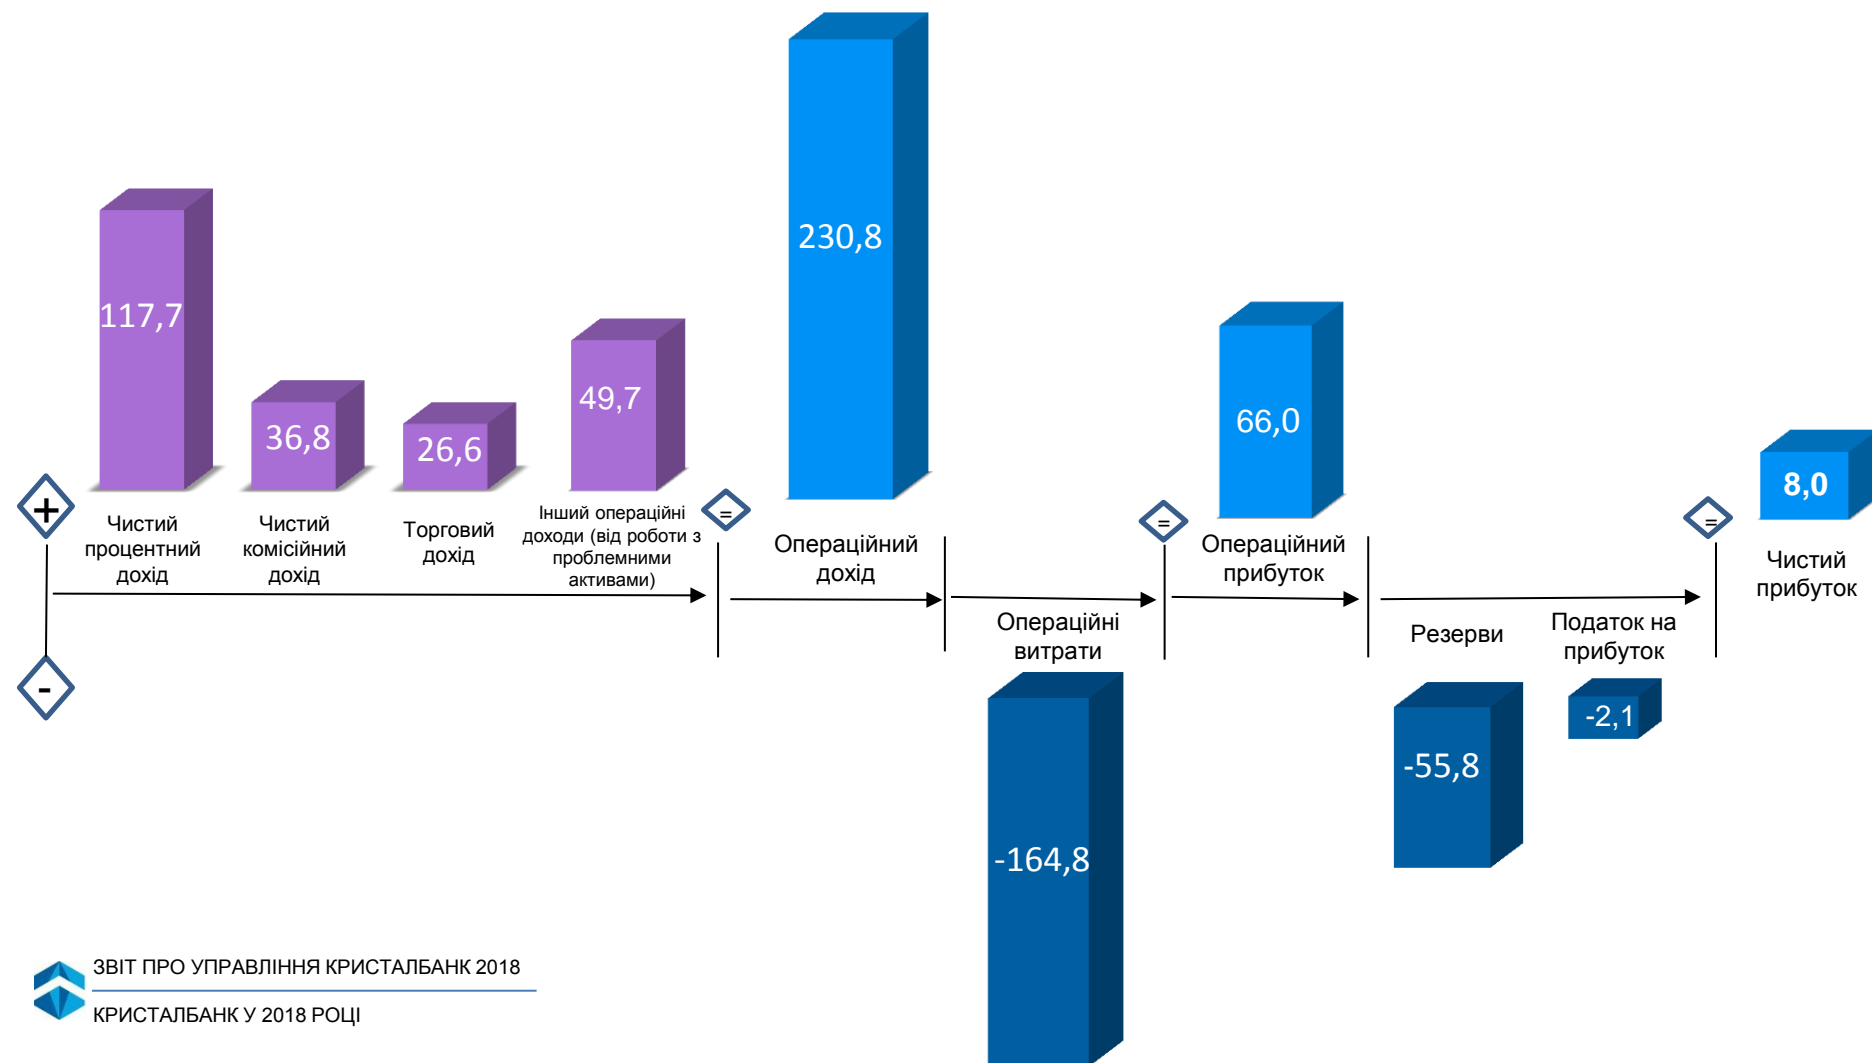 230,8
117,7
36,8
26,6
49,7
66,0
8,0
+
=
=
=
Чистий
процентний
дохід
Чистий
комісійний
дохід
Торговий
дохід
Інший операційні
доходи (від роботи з
проблемними
активами)
Операційний
дохід
Операційний
прибуток
Чистий
прибуток
Операційні
витрати
Резерви
Податок на
прибуток
-
-164,8
-55,8
-2,1
ЗВІТ ПРО УПРАВЛІННЯ КРИСТАЛБАНК 2018
КРИСТАЛБАНК У 2018 РОЦІ